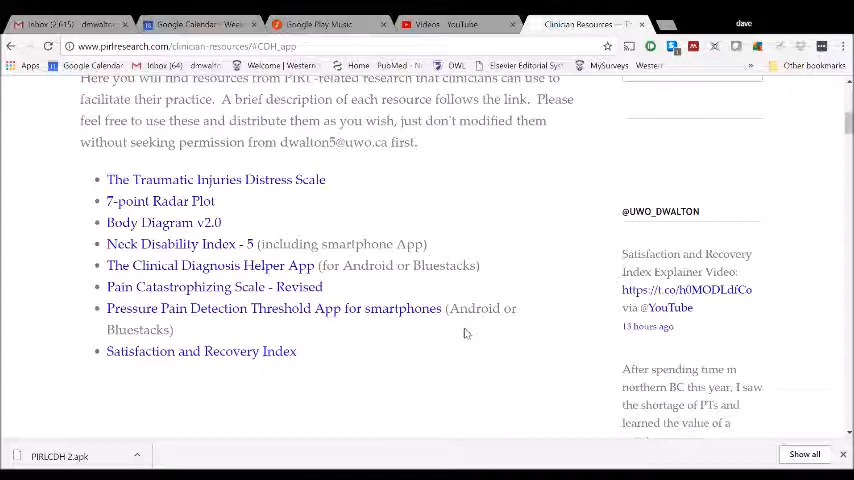 Inbox (2,615) - dmwalton
Google Calendar - Week
Google Play Music
Videos - YouTube
Clinician Resources — T
dave
www.pirlresearch.com/clinician-resources/#CDH_app
Apps
Google Calendar
Inbox (64) - dmwalto
Welcome | Western
Home - PubMed - N
OWL
Elsevier Editorial Sys
MySurveys
Western
»
Other bookmarks
Here you will find resources from PIRL-related research that clinicians can use to
facilitate their practice. A brief description of each resource follows the link. Please
feel free to use these and distribute them as you wish, just don't modified them
without seeking permission from dwalton5@uwo.ca first.
The Traumatic Injuries Distress Scale
7-point Radar Plot
Body Diagram v2.0
Neck Disability Index - 5 (including smartphone App)
The Clinical Diagnosis Helper App (for Android or Bluestacks)
Pain Catastrophizing Scale - Revised
Pressure Pain Detection Threshold App for smartphones (Android or
Bluestacks)
Satisfaction and Recovery Index
@UWO_DWALTON
Satisfaction and Recovery
Index Explainer Video:
https://t.co/h0MODLdfCo
via @YouTube
13 hours ago
After spending time in
northern BC this year, I saw
the shortage of PTs and
learned the value of a
PIRLCDH 2.apk
Show all